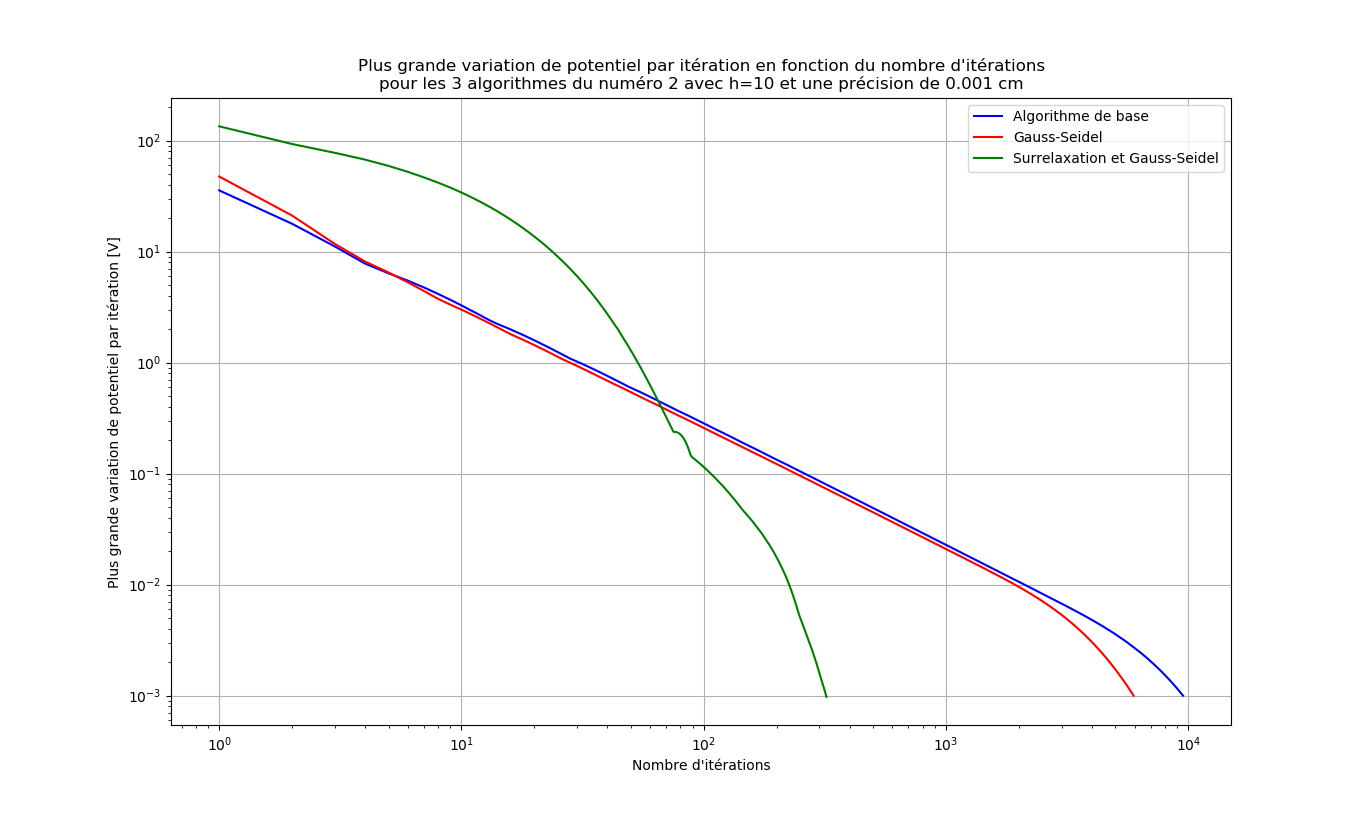 Plus grande variation de potentiel par itération en fonction du nombre d'itérations
pour les 3 algorithmes du numéro 2 avec h=10 et une précision de 0.001 cm
Algorithme de base
Gauss-Seidel
Surrelaxation et Gauss-Seidel
Plus grande variation de potentiel par itération [V]
10²
10¹
10⁰
10⁻¹
10⁻²
10⁻³
10⁰ 10¹ 10² 10³ 10⁴
Nombre d'itérations